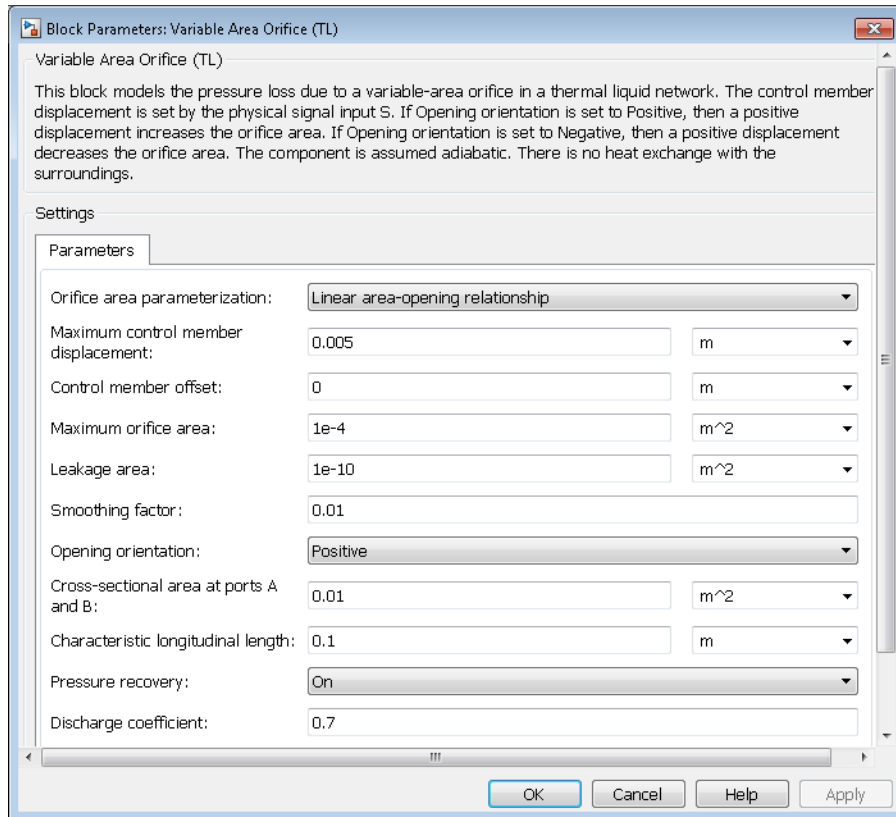 Block Parameters: Variable Area Orifice (TL)
Variable Area Orifice (TL)
This block models the pressure loss due to a variable-area orifice in a thermal liquid network. The control member
displacement is set by the physical signal input S. If Opening orientation is set to Positive, then a positive
displacement increases the orifice area. If Opening orientation is set to Negative, then a positive displacement
decreases the orifice area. The component is assumed adiabatic. There is no heat exchange with the
surroundings.
Settings
Parameters
Orifice area parameterization: Linear area-opening relationship
Maximum control member
displacement: 0.005 m
Control member offset: 0 m
Maximum orifice area: 1e-4 m^2
Leakage area: 1e-10 m^2
Smoothing factor: 0.01
Opening orientation: Positive
Cross-sectional area at ports A
and B: 0.01 m^2
Characteristic longitudinal length: 0.1 m
Pressure recovery: On
Discharge coefficient: 0.7
OK Cancel Help Apply